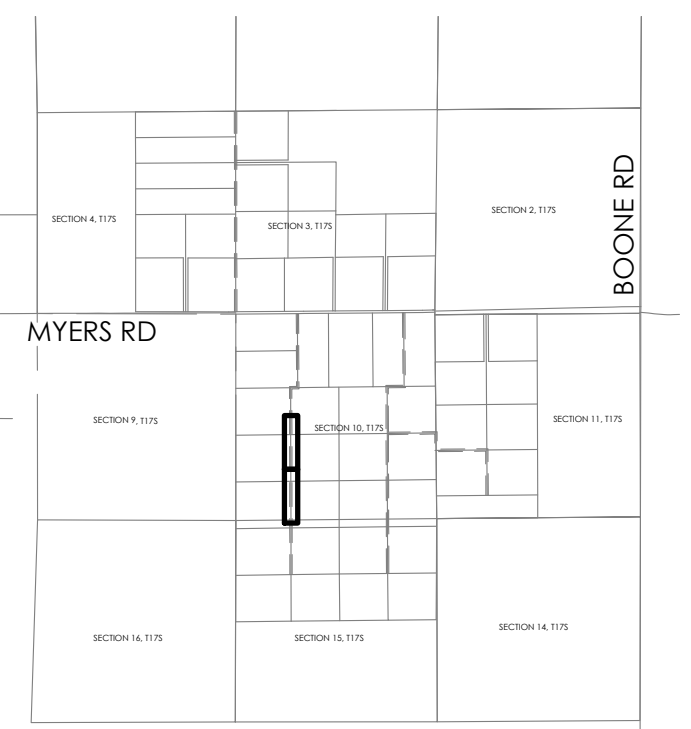 SECTION 4, T17S
SECTION 3, T17S
SECTION 2, T17S
BOONE RD
MYERS RD
SECTION 9, T17S
SECTION 10, T17S
SECTION 11, T17S
SECTION 16, T17S
SECTION 15, T17S
SECTION 14, T17S